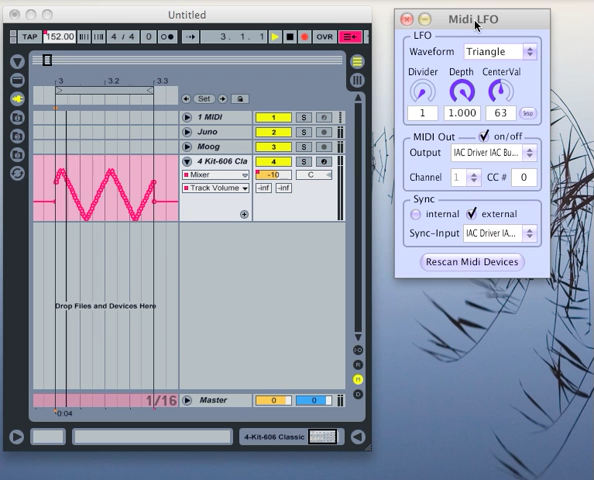 Untitled
TAP 152.00 4 / 4 3. 1. 1 OVR
3 3.2 3.3
Set
1 MIDI 1 S
Juno 2 S
Moog 3 S
4 Kit-606 Cla 4 S
Mixer -10 C
Track Volume -inf -inf
Drop Files and Devices Here
1/16 Master 0 0
0:04
4-Kit-606 Classic
Midi LFO
LFO
Waveform Triangle
Divider Depth CenterVal
1 1.000 63
MIDI Out on/off
Output IAC Driver IAC Bu...
Channel 1 CC # 0
Sync
internal external
Sync-Input IAC Driver IA...
Rescan Midi Devices